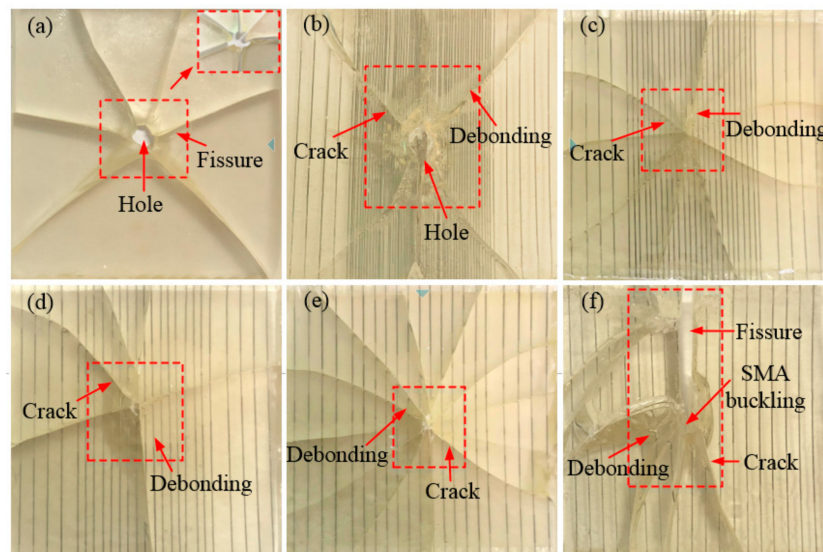 (a)
Fissure
Hole
(b)
Crack
Debonding
Hole
(c)
Crack
Debonding
(d)
Crack
Debonding
(e)
Debonding
Crack
(f)
Fissure
SMA
buckling
Debonding
Crack